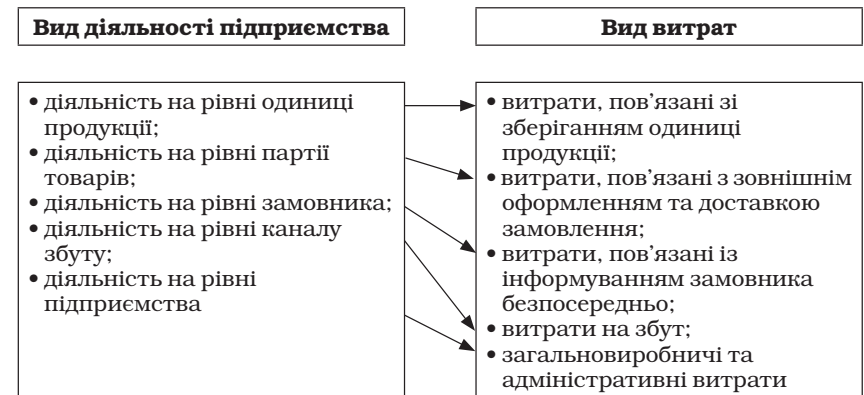 Вид діяльності підприємства
Вид витрат
• діяльність на рівні одиниці
продукції;
• діяльність на рівні партії
товарів;
• діяльність на рівні замовника;
• діяльність на рівні каналу
збуту;
• діяльність на рівні
підприємства
• витрати, пов’язані зі
зберіганням одиниці
продукції;
• витрати, пов’язані з зовнішнім
оформленням та доставкою
замовлення;
• витрати, пов’язані із
інформуванням замовника
безпосередньо;
• витрати на збут;
• загальновиробничі та
адміністративні витрати